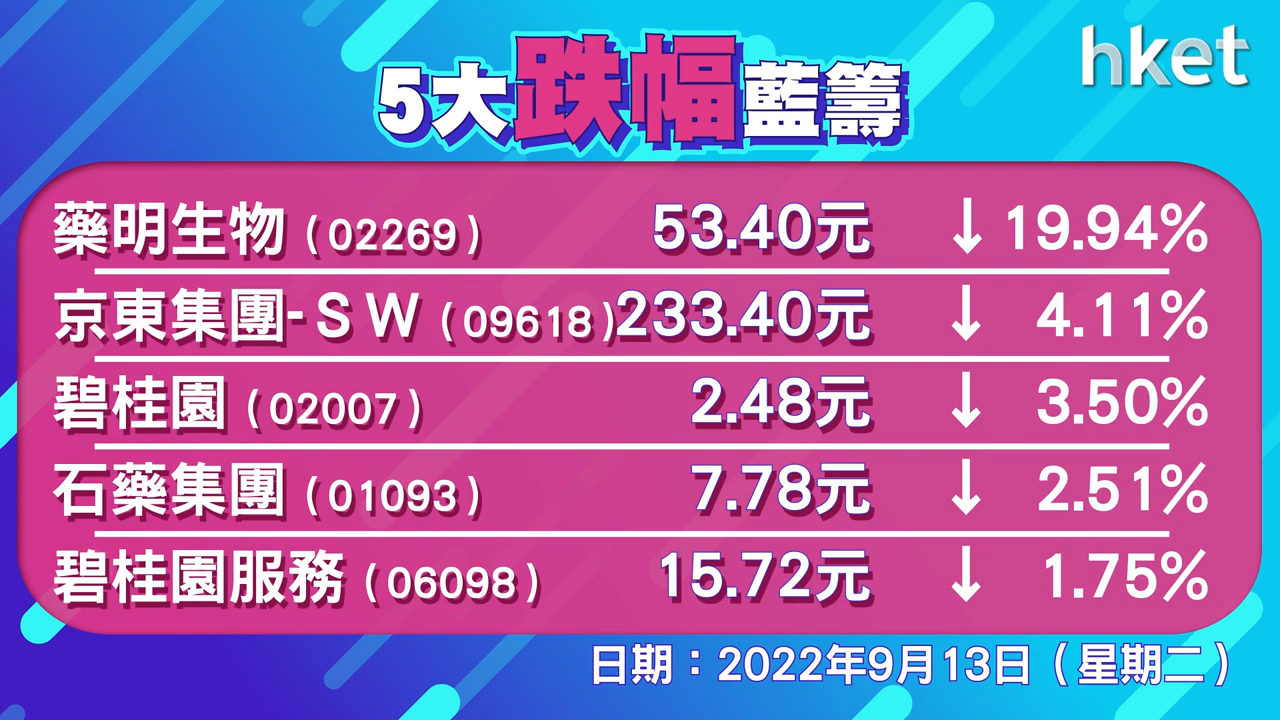 hket
5大跌幅藍籌
藥明生物（02269） 53.40元 ↓ 19.94%
京東集團-ＳＷ（09618） 233.40元 ↓ 4.11%
碧桂園（02007） 2.48元 ↓ 3.50%
石藥集團（01093） 7.78元 ↓ 2.51%
碧桂園服務（06098） 15.72元 ↓ 1.75%
日期：2022年9月13日（星期二）